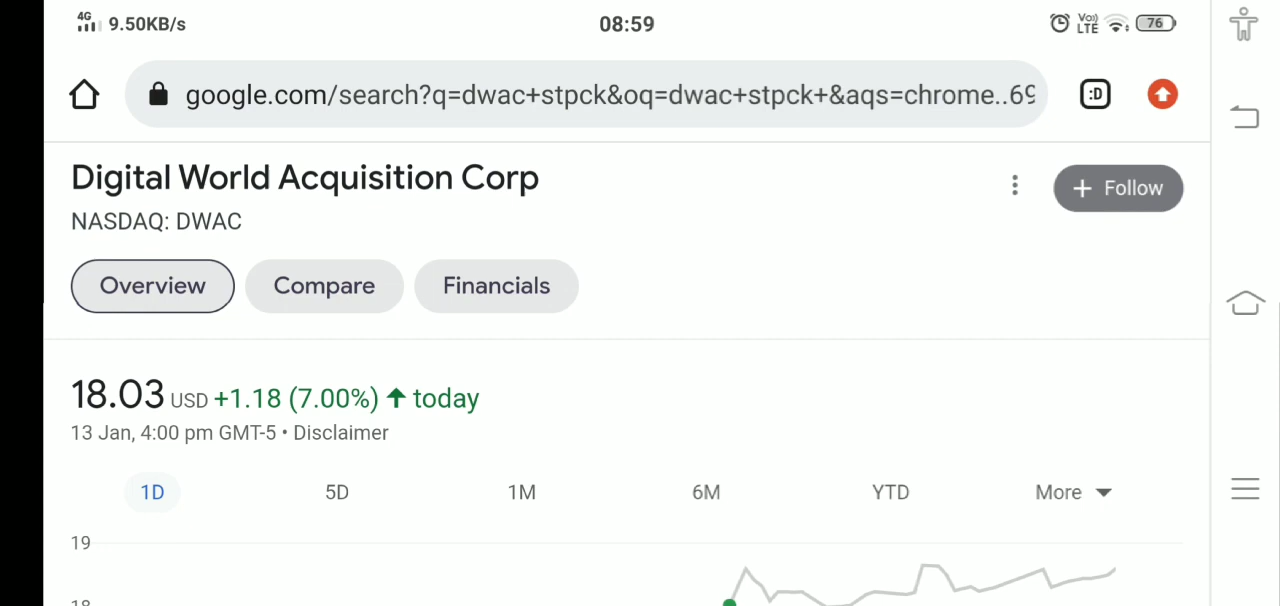 4G 9.50KB/s 08:59 Vo)) LTE 76
google.com/search?q=dwac+stpck&oq=dwac+stpck+&aqs=chrome..69
:D
Digital World Acquisition Corp
+ Follow
NASDAQ: DWAC
Overview Compare Financials
18.03 USD +1.18 (7.00%) ↑ today
13 Jan, 4:00 pm GMT-5 • Disclaimer
1D 5D 1M 6M YTD More
19
18